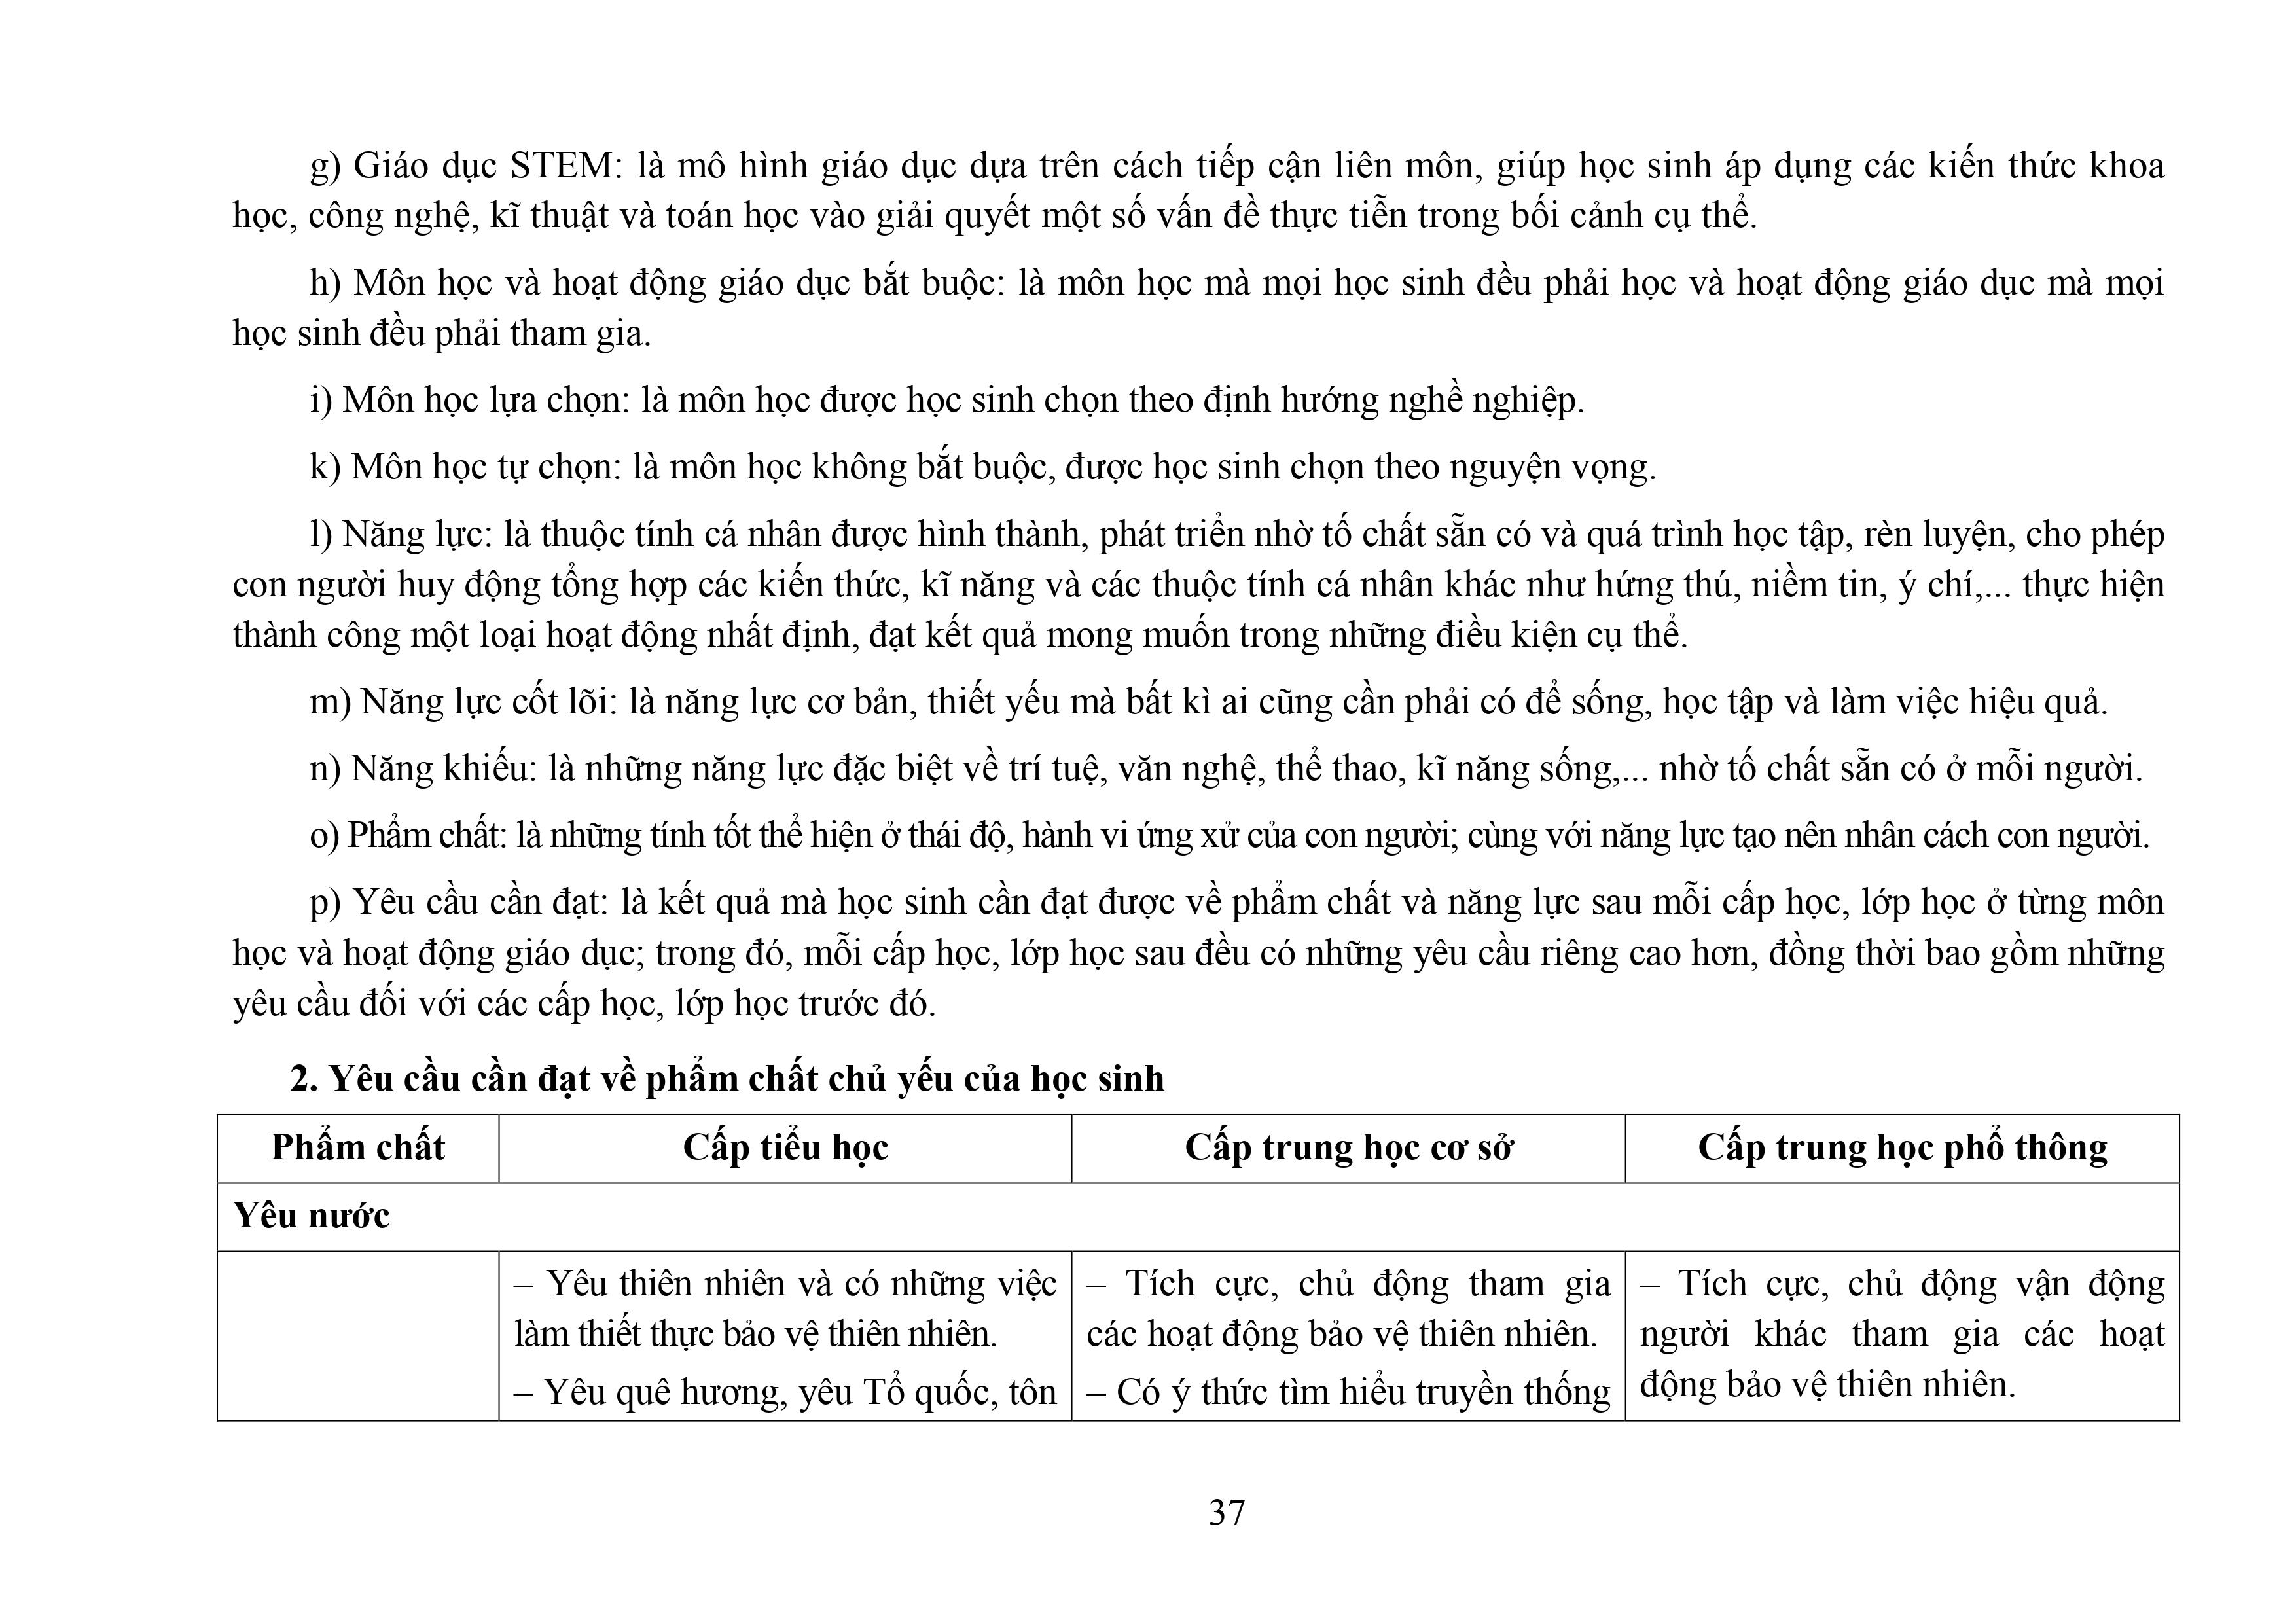 g) Giáo dục STEM: là mô hình giáo dục dựa trên cách tiếp cận liên môn, giúp học sinh áp dụng các kiến thức khoa
học, công nghệ, kĩ thuật và toán học vào giải quyết một số vấn đề thực tiễn trong bối cảnh cụ thể.
h) Môn học và hoạt động giáo dục bắt buộc: là môn học mà mọi học sinh đều phải học và hoạt động giáo dục mà mọi
học sinh đều phải tham gia.
i) Môn học lựa chọn: là môn học được học sinh chọn theo định hướng nghề nghiệp.
k) Môn học tự chọn: là môn học không bắt buộc, được học sinh chọn theo nguyện vọng.
l) Năng lực: là thuộc tính cá nhân được hình thành, phát triển nhờ tố chất sẵn có và quá trình học tập, rèn luyện, cho phép
con người huy động tổng hợp các kiến thức, kĩ năng và các thuộc tính cá nhân khác như hứng thú, niềm tin, ý chí,... thực hiện
thành công một loại hoạt động nhất định, đạt kết quả mong muốn trong những điều kiện cụ thể.
m) Năng lực cốt lõi: là năng lực cơ bản, thiết yếu mà bất kì ai cũng cần phải có để sống, học tập và làm việc hiệu quả.
n) Năng khiếu: là những năng lực đặc biệt về trí tuệ, văn nghệ, thể thao, kĩ năng sống,... nhờ tố chất sẵn có ở mỗi người.
o) Phẩm chất: là những tính tốt thể hiện ở thái độ, hành vi ứng xử của con người; cùng với năng lực tạo nên nhân cách con người.
p) Yêu cầu cần đạt: là kết quả mà học sinh cần đạt được về phẩm chất và năng lực sau mỗi cấp học, lớp học ở từng môn
học và hoạt động giáo dục; trong đó, mỗi cấp học, lớp học sau đều có những yêu cầu riêng cao hơn, đồng thời bao gồm những
yêu cầu đối với các cấp học, lớp học trước đó.
2. Yêu cầu cần đạt về phẩm chất chủ yếu của học sinh
Phẩm chất
Cấp tiểu học
Cấp trung học cơ sở
Cấp trung học phổ thông
Yêu nước
– Yêu thiên nhiên và có những việc
làm thiết thực bảo vệ thiên nhiên.
– Yêu quê hương, yêu Tổ quốc, tôn
– Tích cực, chủ động tham gia
các hoạt động bảo vệ thiên nhiên.
– Có ý thức tìm hiểu truyền thống
– Tích cực, chủ động vận động
người khác tham gia các hoạt
động bảo vệ thiên nhiên.
37